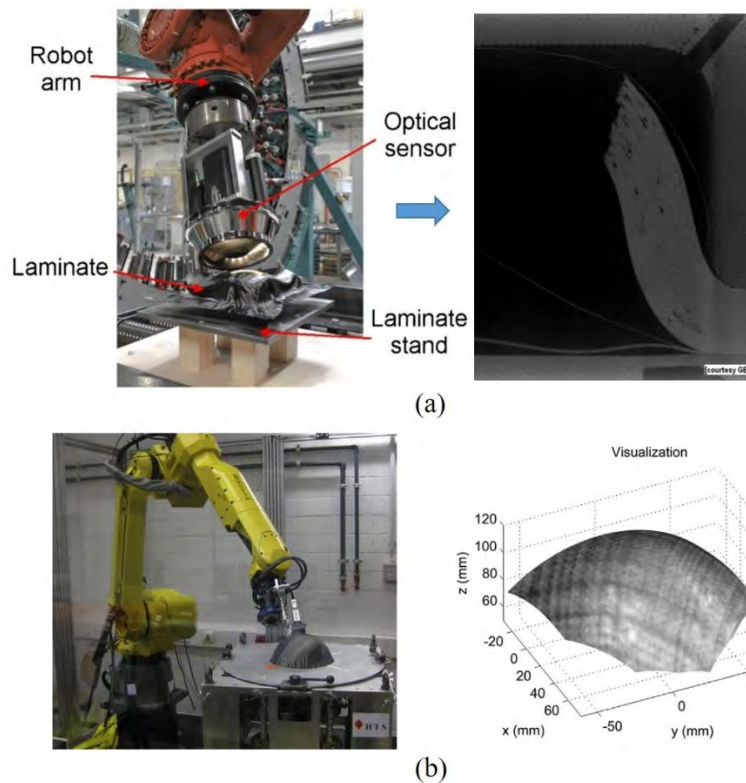 Robot
arm
Optical
sensor
Laminate
Laminate
stand
[courtesy GE
(a)
Visualization
120
100
80
60
z (mm)
-20
0
20
40
60
x (mm)
-50
0
y (mm)
HTS
(b)